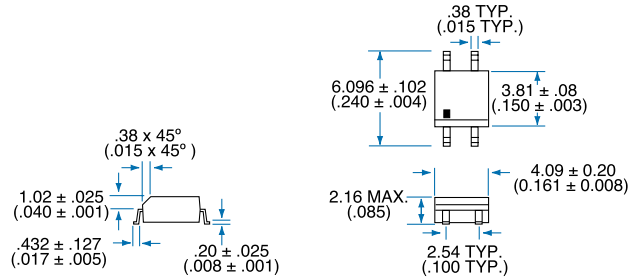 .38 TYP.
(.015 TYP.)
6.096 ± .102
(.240 ± .004)
3.81 ± .08
(.150 ± .003)
.38 x 45º
(.015 x 45º )
1.02 ± .025
(.040 ± .001)
.432 ± .127
(.017 ± .005)
.20 ± .025
(.008 ± .001)
4.09 ± 0.20
(0.161 ± 0.008)
2.16 MAX.
(.085)
2.54 TYP.
(.100 TYP.)